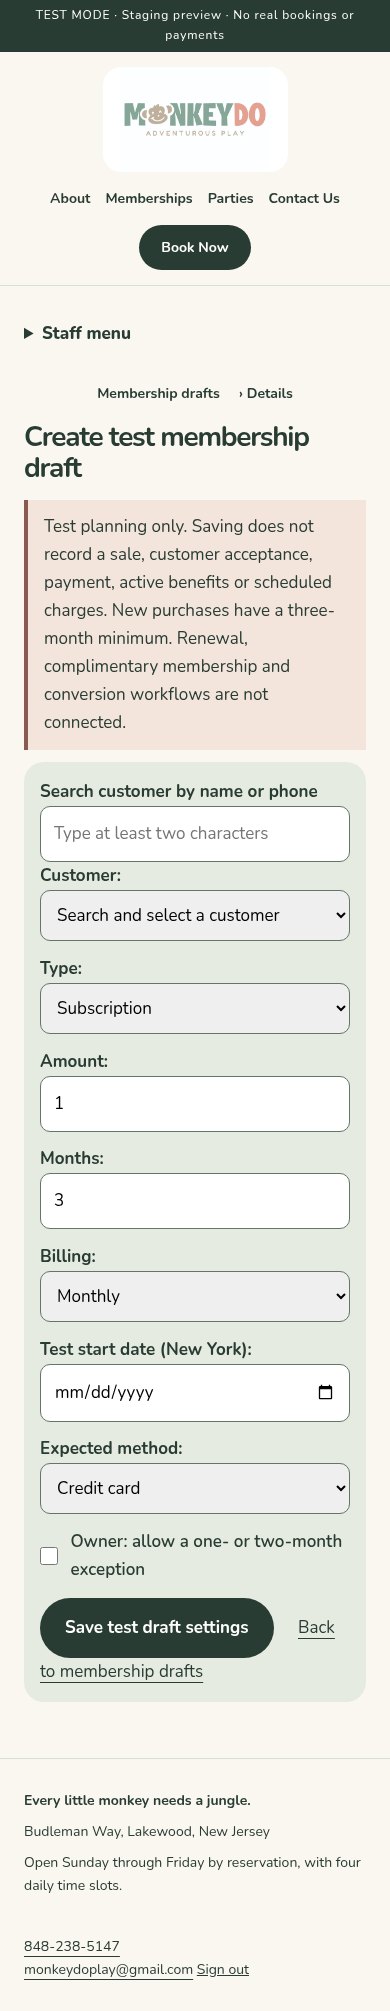 TEST MODE · Staging preview · No real bookings or
payments
MONKEYDO
ADVENTUROUS PLAY
About Memberships Parties Contact Us
Book Now
Staff menu
Membership drafts › Details
Create test membership
draft
Test planning only. Saving does not
record a sale, customer acceptance,
payment, active benefits or scheduled
charges. New purchases have a three-
month minimum. Renewal,
complimentary membership and
conversion workflows are not
connected.
Search customer by name or phone
Type at least two characters
Customer:
Search and select a customer
Type:
Subscription
Amount:
1
Months:
3
Billing:
Monthly
Test start date (New York):
mm/dd/yyyy
Expected method:
Credit card
Owner: allow a one- or two-month
exception
Save test draft settings Back
to membership drafts
Every little monkey needs a jungle.
Budleman Way, Lakewood, New Jersey
Open Sunday through Friday by reservation, with four
daily time slots.
848-238-5147
monkeydoplay@gmail.com Sign out